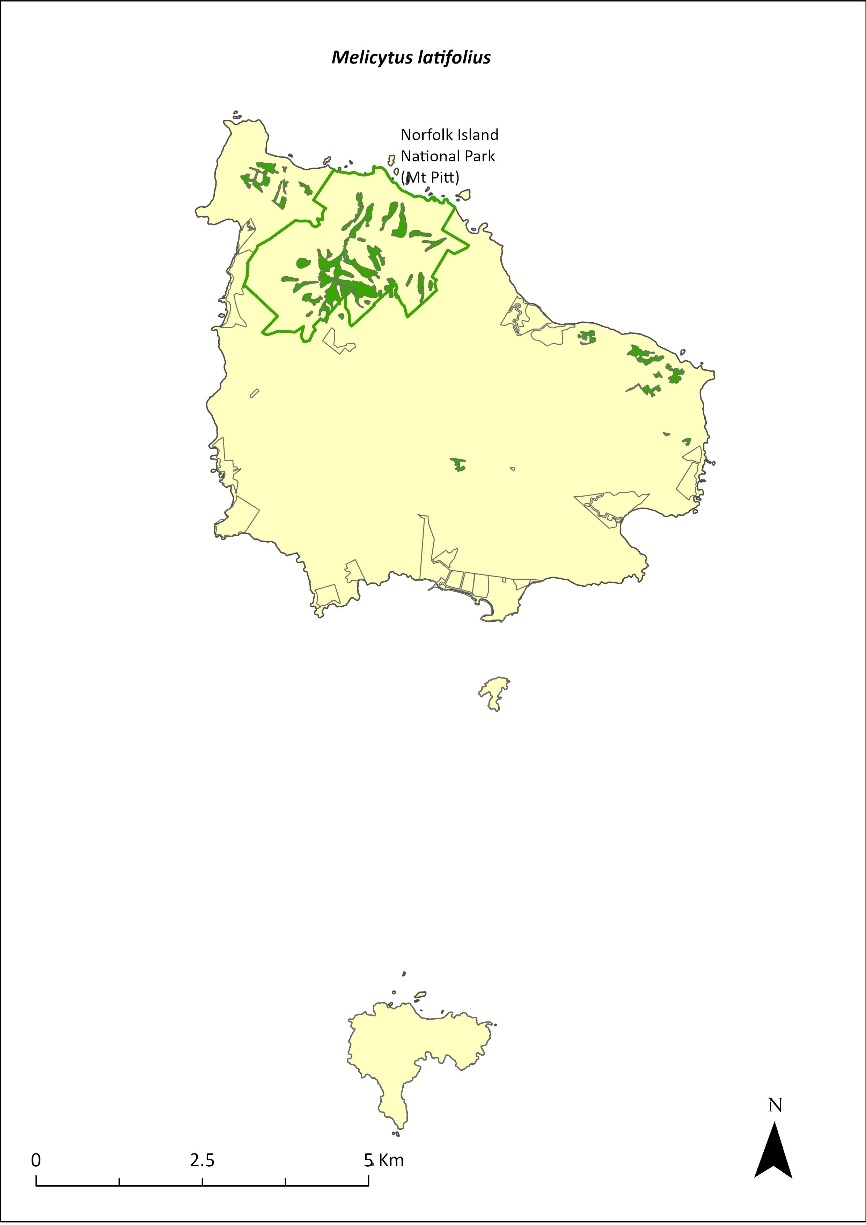 Melicytus latifolius
Norfolk Island
National Park
(Mt Pitt)
N
0 2.5 5 Km